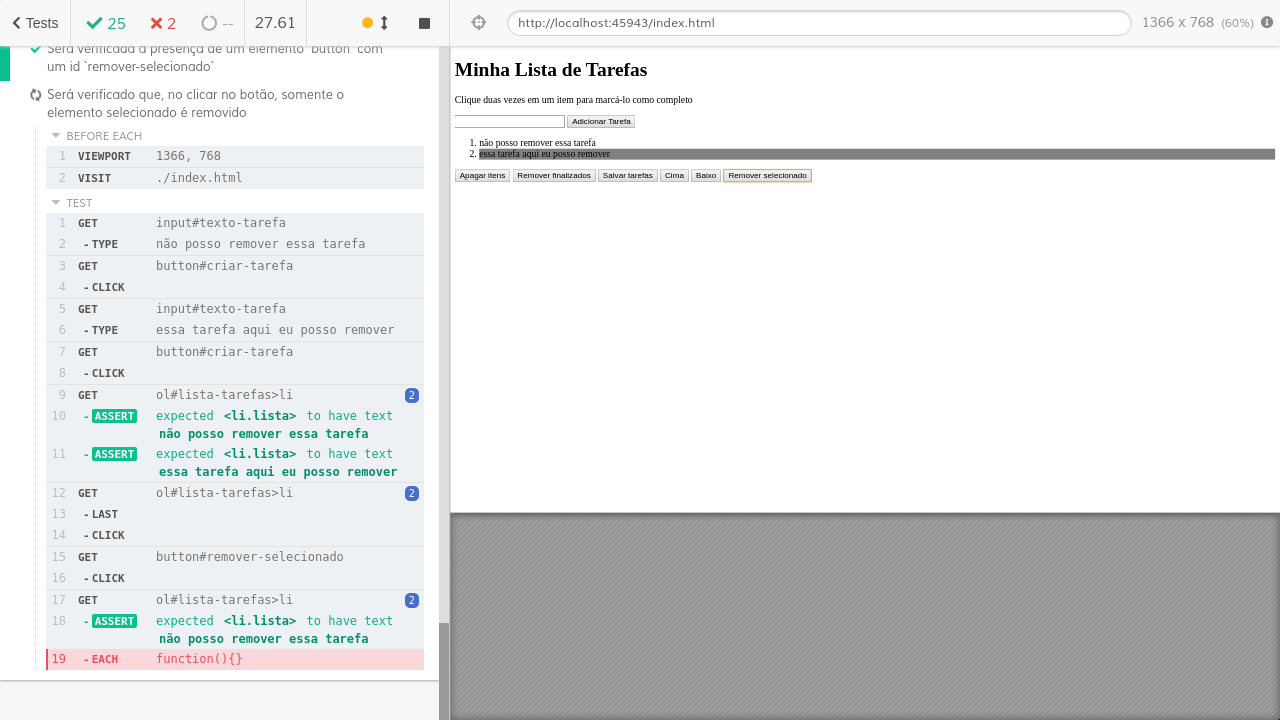 Tests
25
2
--
27.61
http://localhost:45943/index.html
1366 x 768 (60%)
Será verificada a presença de um elemento `button` com
um id `remover-selecionado`
Será verificado que, no clicar no botão, somente o
elemento selecionado é removido
BEFORE EACH
1 VIEWPORT 1366, 768
2 VISIT ./index.html
TEST
1 GET input#texto-tarefa
2 - TYPE não posso remover essa tarefa
3 GET button#criar-tarefa
4 - CLICK
5 GET input#texto-tarefa
6 - TYPE essa tarefa aqui eu posso remover
7 GET button#criar-tarefa
8 - CLICK
9 GET ol#lista-tarefas>li 2
10 - ASSERT expected <li.lista> to have text
não posso remover essa tarefa
11 - ASSERT expected <li.lista> to have text
essa tarefa aqui eu posso remover
12 GET ol#lista-tarefas>li 2
13 - LAST
14 - CLICK
15 GET button#remover-selecionado
16 - CLICK
17 GET ol#lista-tarefas>li 2
18 - ASSERT expected <li.lista> to have text
não posso remover essa tarefa
19 - EACH function(){}
Minha Lista de Tarefas
Clique duas vezes em um item para marcá-lo como completo
Adicionar Tarefa
1. não posso remover essa tarefa
2. essa tarefa aqui eu posso remover
Apagar itens Remover finalizados Salvar tarefas Cima Baixo Remover selecionado